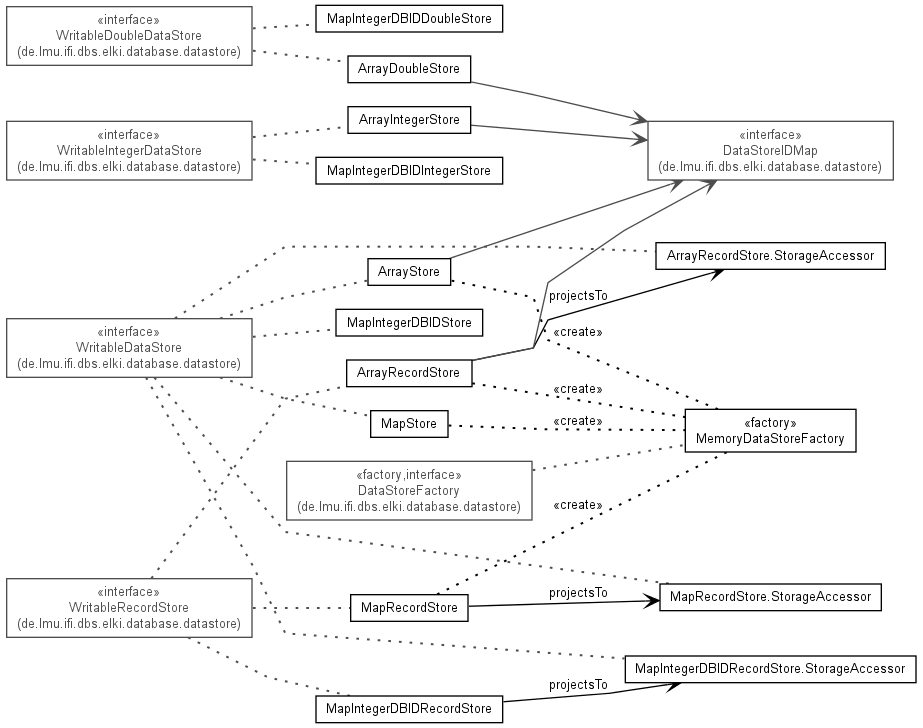 «interface»
WritableDoubleDataStore
(de.lmu.ifi.dbs.elki.database.datastore)
MapIntegerDBIDDoubleStore
ArrayDoubleStore
ArrayIntegerStore
«interface»
WritableIntegerDataStore
(de.lmu.ifi.dbs.elki.database.datastore)
MapIntegerDBIDIntegerStore
«interface»
DataStoreIDMap
(de.lmu.ifi.dbs.elki.database.datastore)
ArrayRecordStore.StorageAccessor
ArrayStore
projectsTo
«interface»
WritableDataStore
(de.lmu.ifi.dbs.elki.database.datastore)
MapIntegerDBIDStore
«create»
ArrayRecordStore
«create»
MapStore
«create»
«factory»
MemoryDataStoreFactory
«factory,interface»
DataStoreFactory
(de.lmu.ifi.dbs.elki.database.datastore)
«create»
«interface»
WritableRecordStore
(de.lmu.ifi.dbs.elki.database.datastore)
MapRecordStore
projectsTo
MapRecordStore.StorageAccessor
MapIntegerDBIDRecordStore.StorageAccessor
projectsTo
MapIntegerDBIDRecordStore